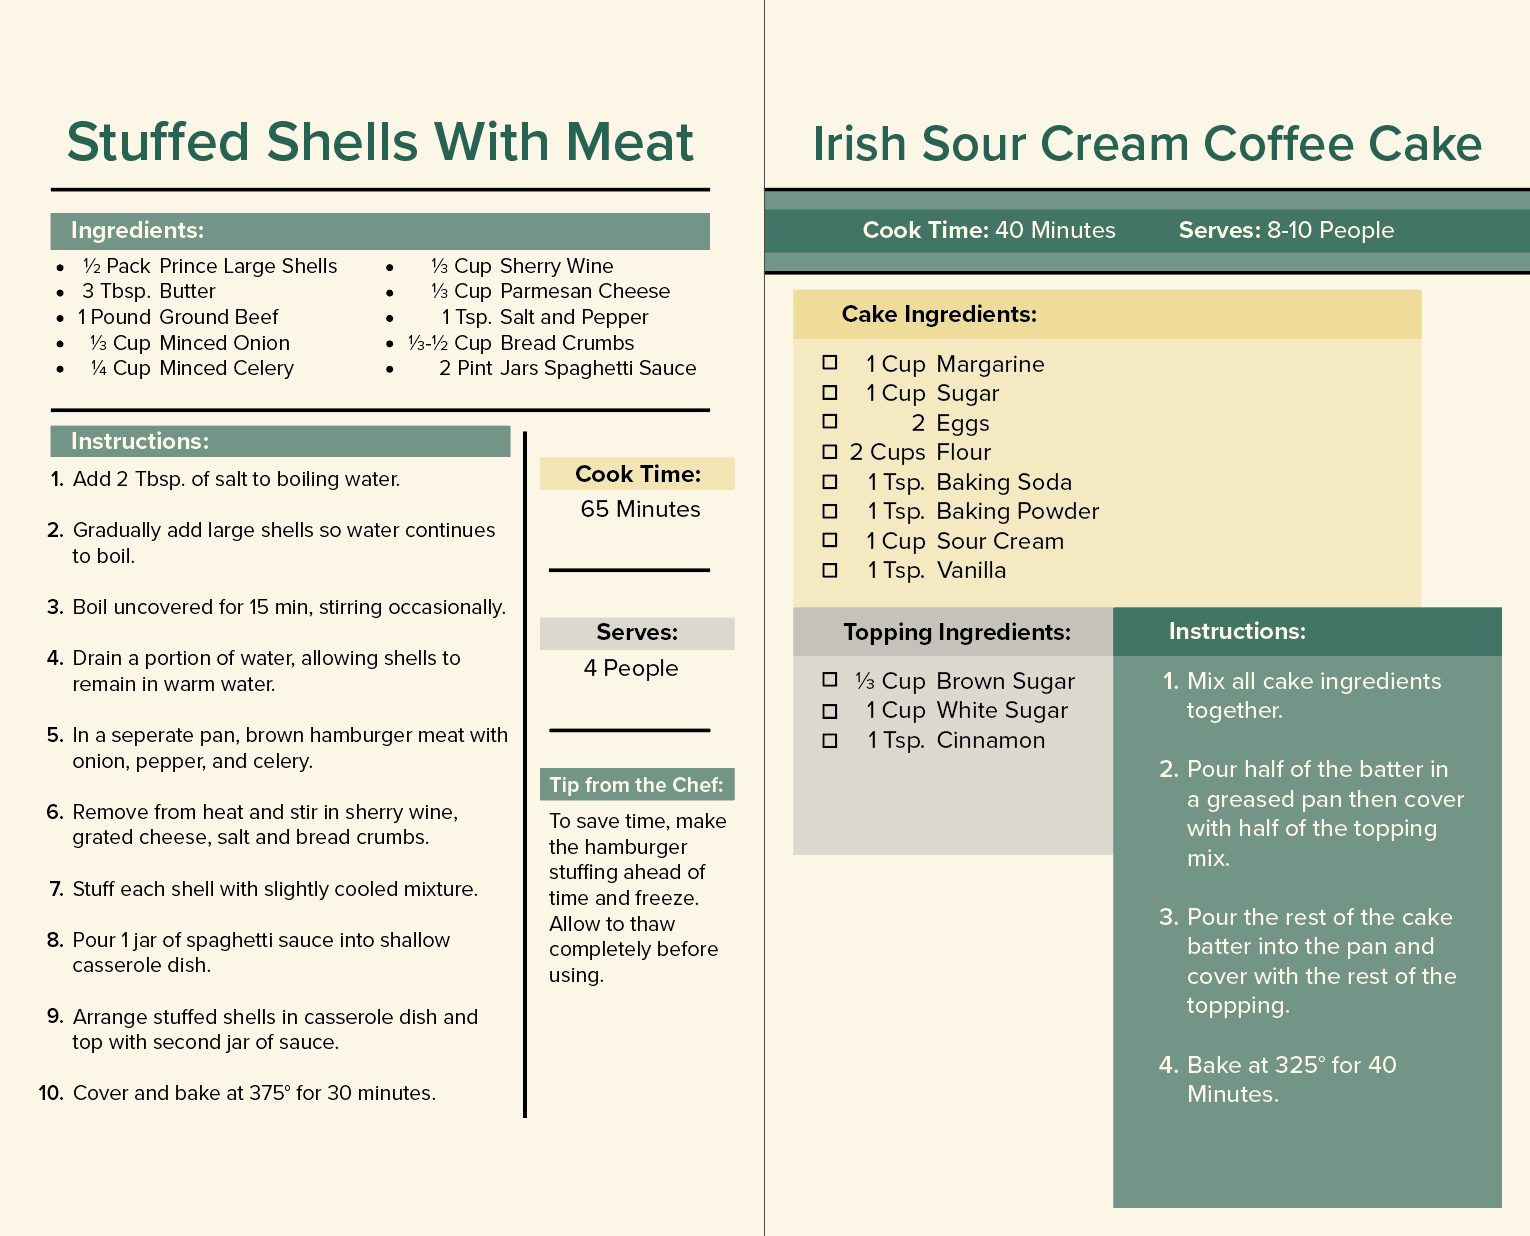 Stuffed Shells With Meat
Ingredients:
• ½ Pack Prince Large Shells
• 3 Tbsp. Butter
• 1 Pound Ground Beef
• ⅓ Cup Minced Onion
• ¼ Cup Minced Celery
• ⅓ Cup Sherry Wine
• ⅓ Cup Parmesan Cheese
• 1 Tsp. Salt and Pepper
• ⅓-½ Cup Bread Crumbs
• 2 Pint Jars Spaghetti Sauce
Instructions:
1. Add 2 Tbsp. of salt to boiling water.
2. Gradually add large shells so water continues
to boil.
3. Boil uncovered for 15 min, stirring occasionally.
4. Drain a portion of water, allowing shells to
remain in warm water.
5. In a seperate pan, brown hamburger meat with
onion, pepper, and celery.
6. Remove from heat and stir in sherry wine,
grated cheese, salt and bread crumbs.
7. Stuff each shell with slightly cooled mixture.
8. Pour 1 jar of spaghetti sauce into shallow
casserole dish.
9. Arrange stuffed shells in casserole dish and
top with second jar of sauce.
10. Cover and bake at 375° for 30 minutes.
Cook Time:
65 Minutes
Serves:
4 People
Tip from the Chef:
To save time, make
the hamburger
stuffing ahead of
time and freeze.
Allow to thaw
completely before
using.
Irish Sour Cream Coffee Cake
Cook Time: 40 Minutes Serves: 8-10 People
Cake Ingredients:
1 Cup Margarine
1 Cup Sugar
2 Eggs
2 Cups Flour
1 Tsp. Baking Soda
1 Tsp. Baking Powder
1 Cup Sour Cream
1 Tsp. Vanilla
Topping Ingredients:
⅓ Cup Brown Sugar
1 Cup White Sugar
1 Tsp. Cinnamon
Instructions:
1. Mix all cake ingredients
together.
2. Pour half of the batter in
a greased pan then cover
with half of the topping
mix.
3. Pour the rest of the cake
batter into the pan and
cover with the rest of the
toppping.
4. Bake at 325° for 40
Minutes.